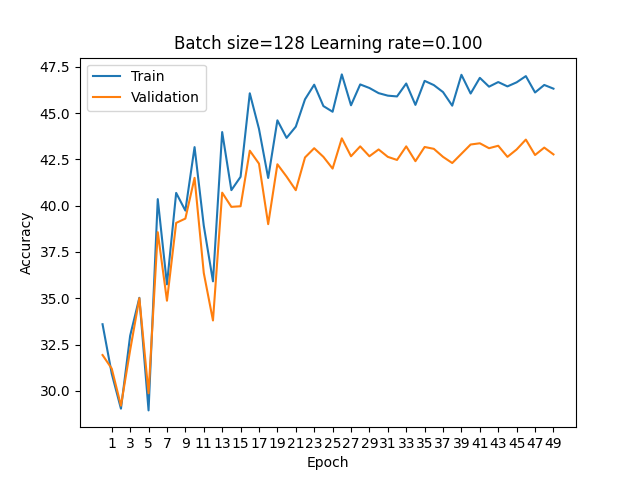 Batch size=128 Learning rate=0.100
Train
Validation
47.5
45.0
42.5
40.0
37.5
35.0
32.5
30.0
Accuracy
1 3 5 7 9 11 13 15 17 19 21 23 25 27 29 31 33 35 37 39 41 43 45 47 49
Epoch